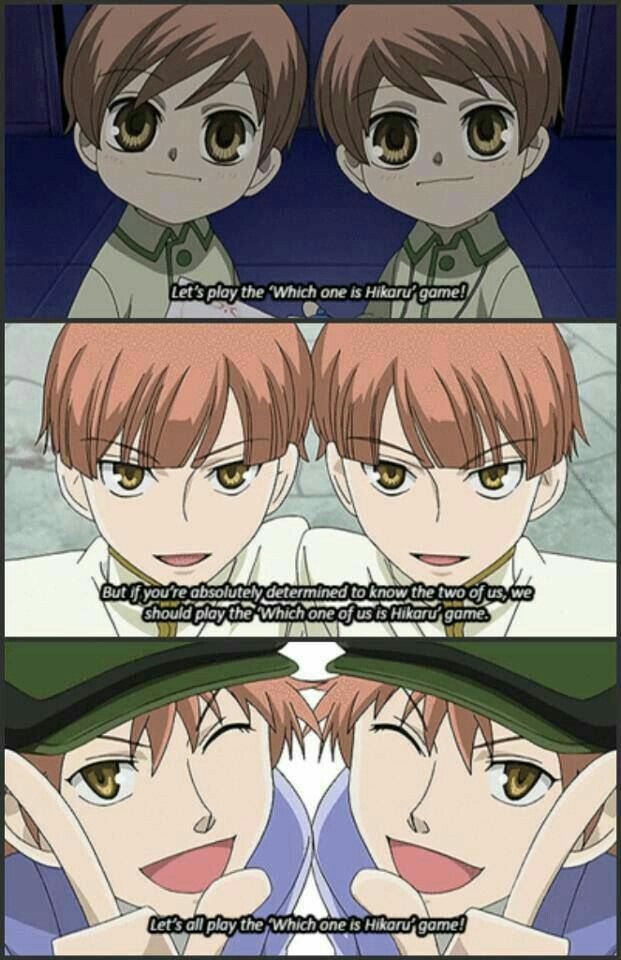 Let's play the 'Which one is Hikaru' game!
But if you're absolutely determined to know the two of us, we
should play the 'Which one of us is Hikaru' game.
Let's all play the 'Which one is Hikaru' game!